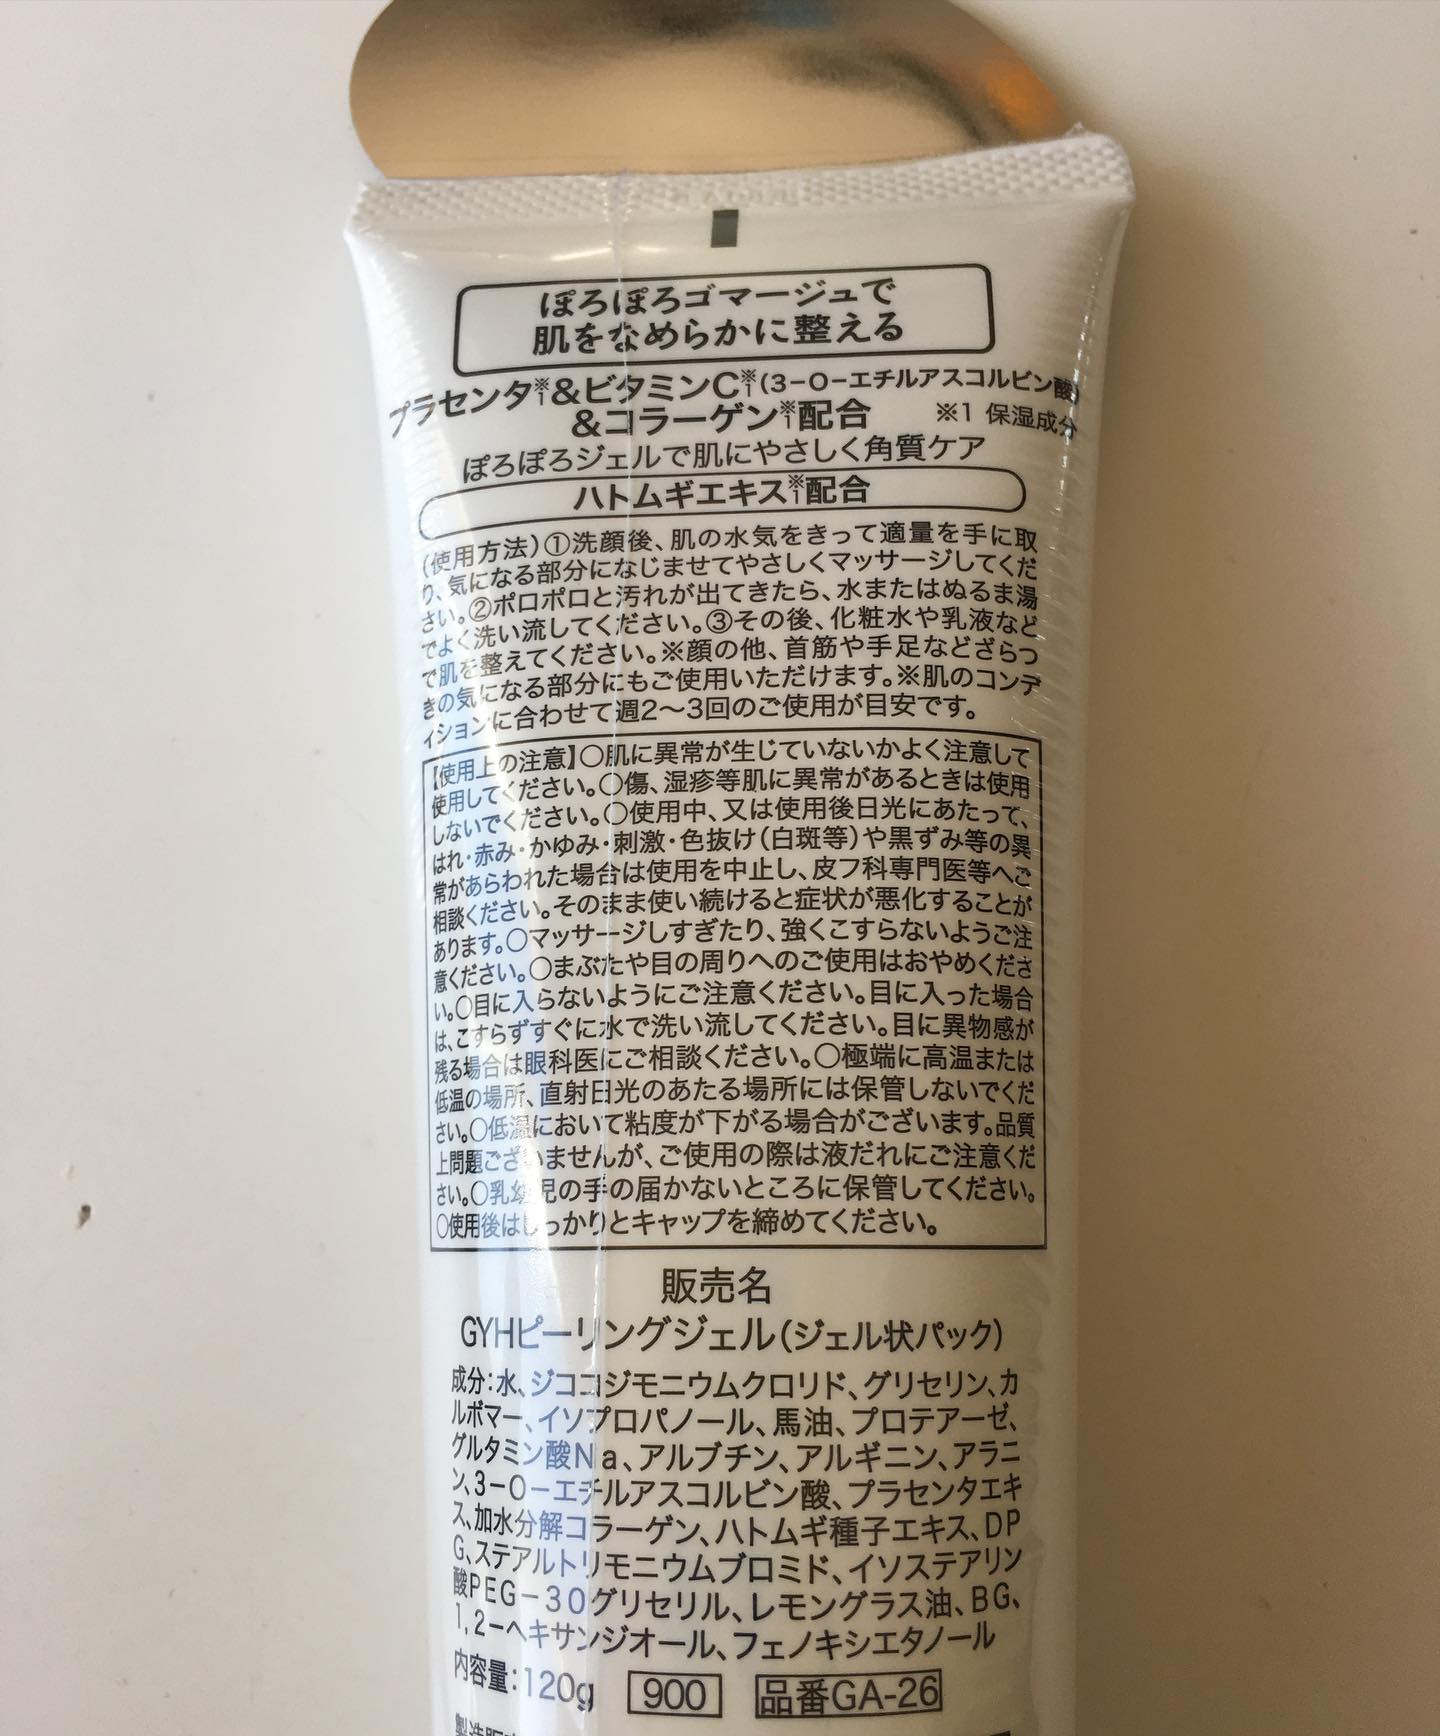 ぽろぽろゴマージュで
肌をなめらかに整える
プラセンタ※1&ビタミンC※1(3-O-エチルアスコルビン酸)
&コラーゲン※1配合 ※1 保湿成分
ぽろぽろジェルで肌にやさしく角質ケア
ハトムギエキス※1配合
(使用方法)①洗顔後、肌の水気をきって適量を手に取
り、気になる部分になじませてやさしくマッサージしてくだ
さい。②ポロポロと汚れが出てきたら、水またはぬるま湯
でよく洗い流してください。③その後、化粧水や乳液など
で肌を整えてください。※顔の他、首筋や手足などざらつ
きの気になる部分にもご使用いただけます。※肌のコンデ
ィションに合わせて週2〜3回のご使用が目安です。
【使用上の注意】○肌に異常が生じていないかよく注意して
使用してください。○傷、湿疹等肌に異常があるときは使用
しないでください。○使用中、又は使用後日光にあたって、
はれ・赤み・かゆみ・刺激・色抜け(白斑等)や黒ずみ等の異
常があらわれた場合は使用を中止し、皮フ科専門医等へご
相談ください。そのまま使い続けると症状が悪化することが
あります。○マッサージしすぎたり、強くこすらないようご注
意ください。○まぶたや目の周りへのご使用はおやめくださ
い。○目に入らないようにご注意ください。目に入った場合
は、こすらずすぐに水で洗い流してください。目に異物感が
残る場合は眼科医にご相談ください。○極端に高温または
低温の場所、直射日光のあたる場所には保管しないでくだ
さい。○低温において粘度が下がる場合がございます。品質
上問題ございませんが、ご使用の際は液だれにご注意くだ
さい。○乳幼児の手の届かないところに保管してください。
○使用後はしっかりとキャップを締めてください。
販売名
GYHピーリングジェル(ジェル状パック)
成分:水、ジココジモニウムクロリド、グリセリン、カ
ルボマー、イソプロパノール、馬油、プロテアーゼ、
グルタミン酸Na、アルブチン、アルギニン、アラニ
ン、3-O-エチルアスコルビン酸、プラセンタエキ
ス、加水分解コラーゲン、ハトムギ種子エキス、DP
G、ステアルトリモニウムブロミド、イソステアリン
酸PEG-30グリセリル、レモングラス油、BG、
1,2-ヘキサンジオール、フェノキシエタノール
内容量:120g 900 品番GA-26